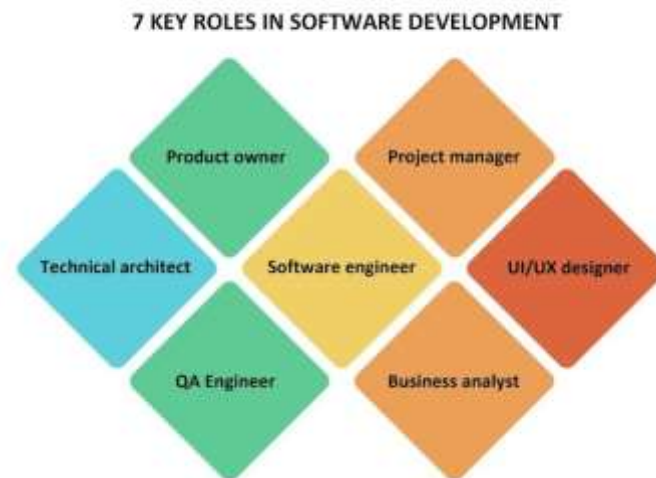 7 KEY ROLES IN SOFTWARE DEVELOPMENT
Product owner
Project manager
Technical architect
Software engineer
UI/UX designer
QA Engineer
Business analyst